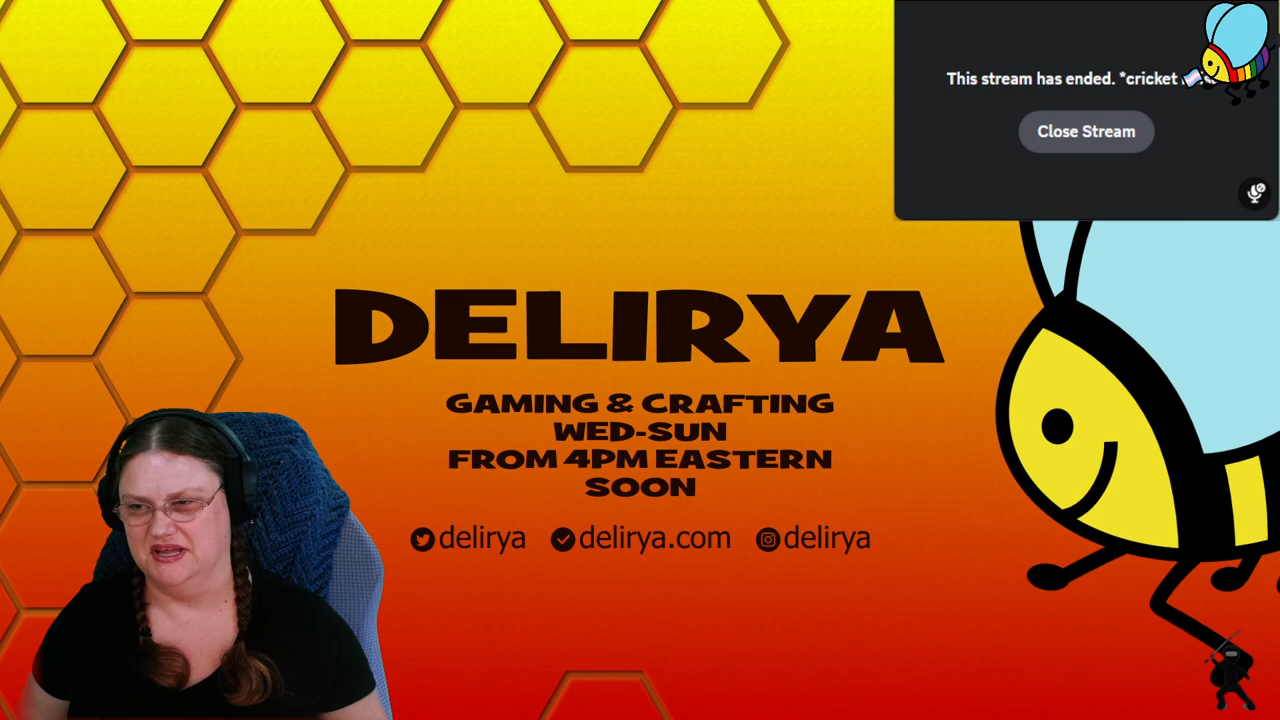 This stream has ended. *cricket
Close Stream
DELIRYA
GAMING & CRAFTING
WED-SUN
FROM 4PM EASTERN
SOON
delirya delirya.com delirya